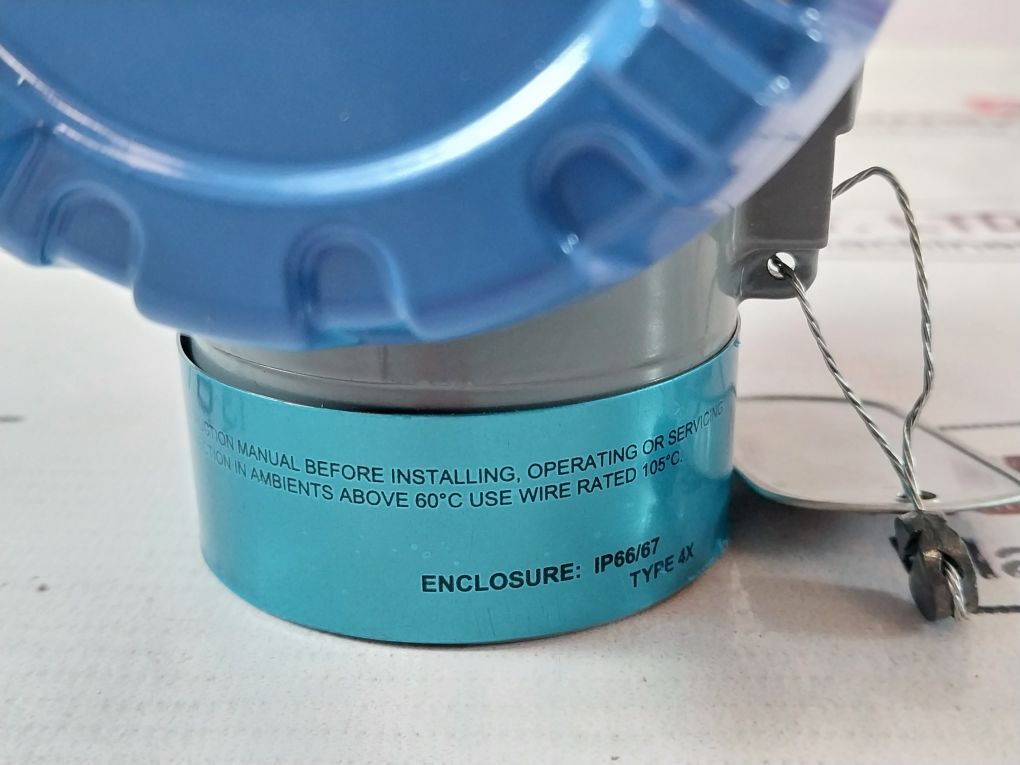 MANUAL BEFORE INSTALLING, OPERATING OR SERVICING
IN AMBIENTS ABOVE 60°C USE WIRE RATED 105°C.
ENCLOSURE: IP66/67
TYPE 4X